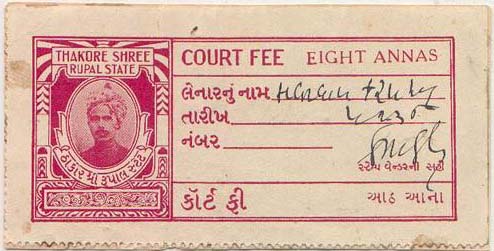 THAKORE SHREE
RUPAL STATE
ઠાકોર શ્રી રૂપાલ સ્ટેટ
COURT FEE EIGHT ANNAS
લેનારનું નામ
તારીખ
નંબર
સ્ટેમ્પ વેન્ડરની સહી
કૉર્ટ ફી આઠ આના